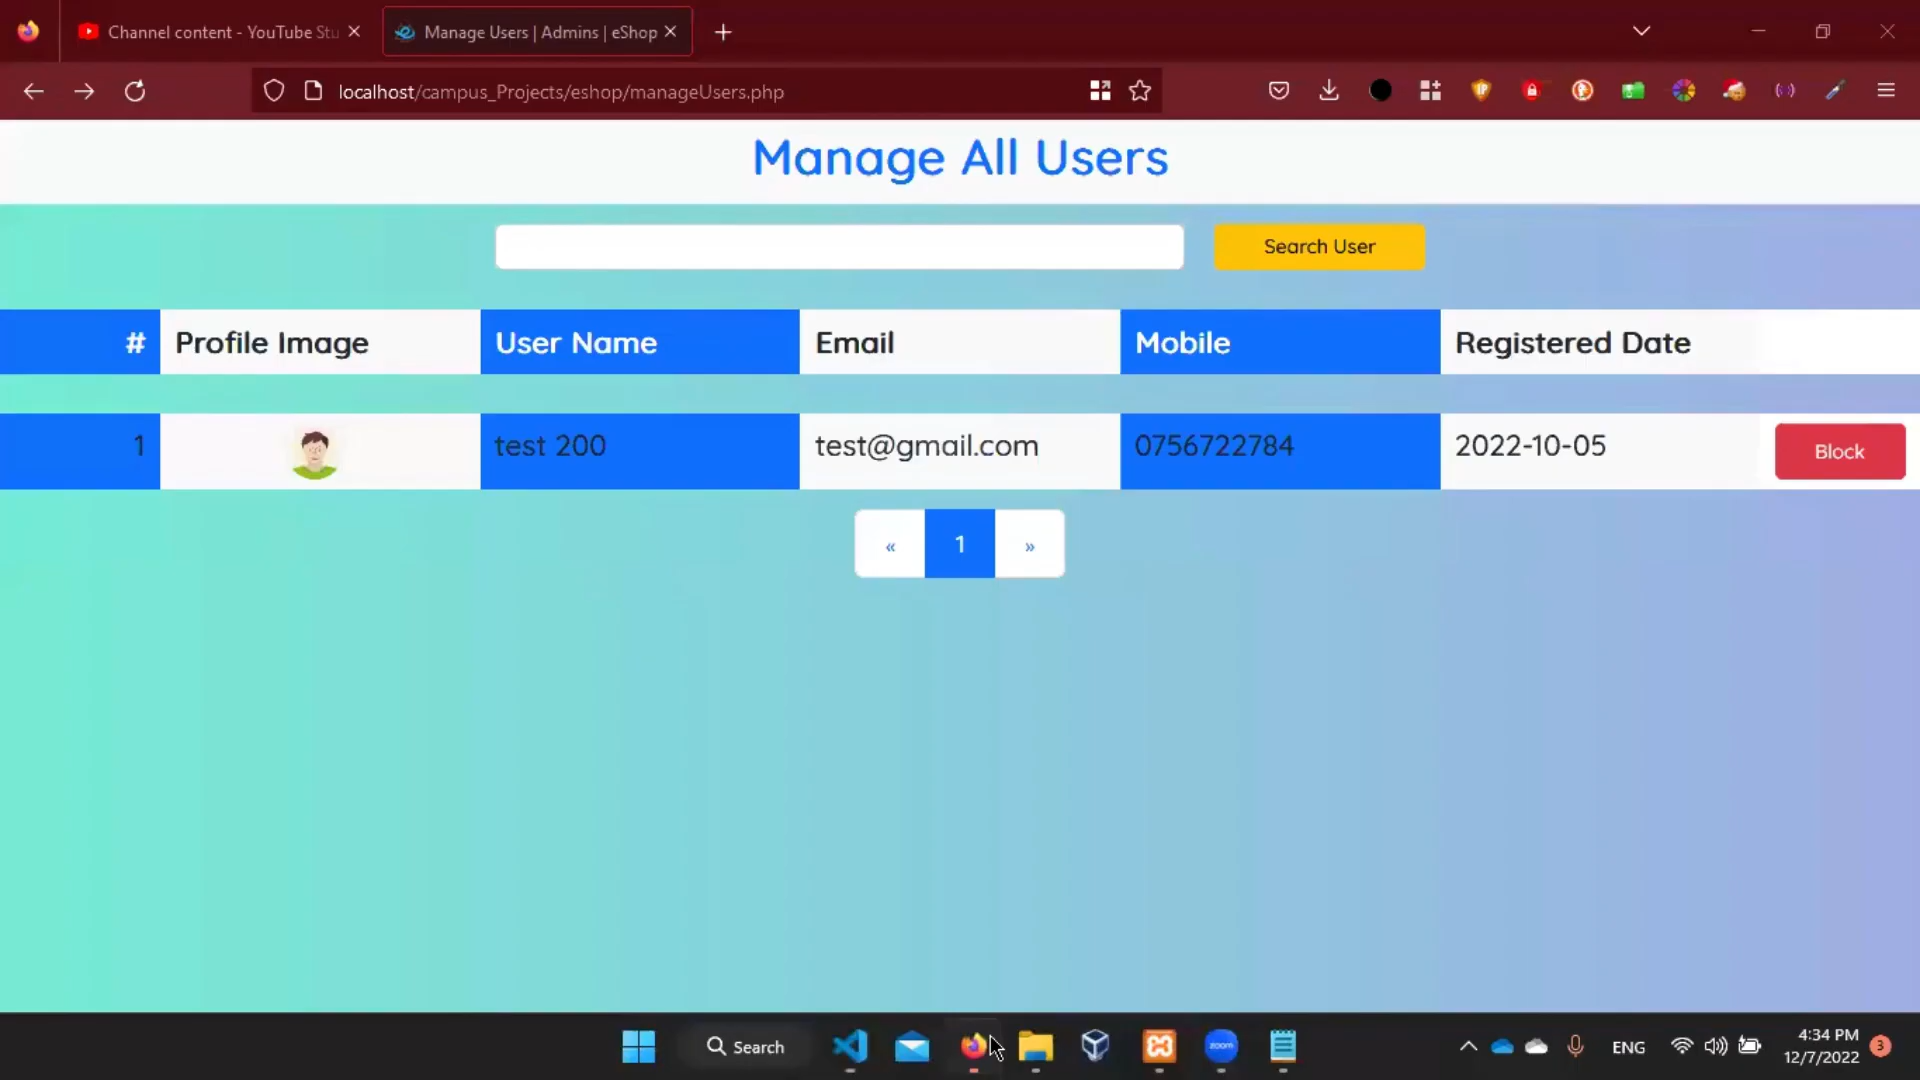 Channel content - YouTube Stu
Manage Users | Admins | eShop
localhost/campus_Projects/eshop/manageUsers.php
Manage All Users
Search User
# Profile Image User Name Email Mobile Registered Date
1 test 200 test@gmail.com 0756722784 2022-10-05 Block
« 1 »
Search
zoom
ENG
4:34 PM
12/7/2022
3